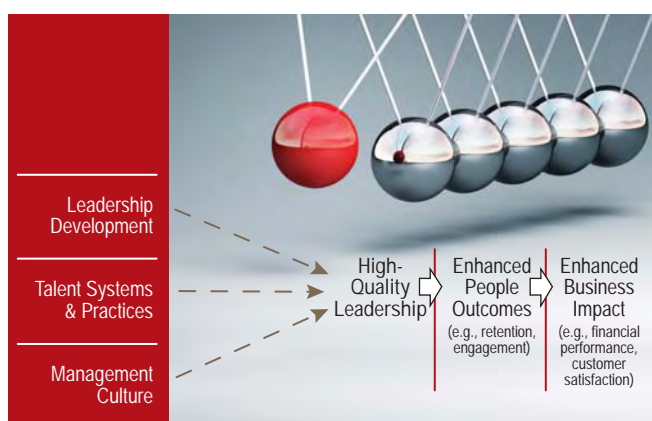 Leadership
Development
Talent Systems
& Practices
Management
Culture
High-
Quality
Leadership
Enhanced
People
Outcomes
(e.g., retention,
engagement)
Enhanced
Business
Impact
(e.g., financial
performance,
customer
satisfaction)